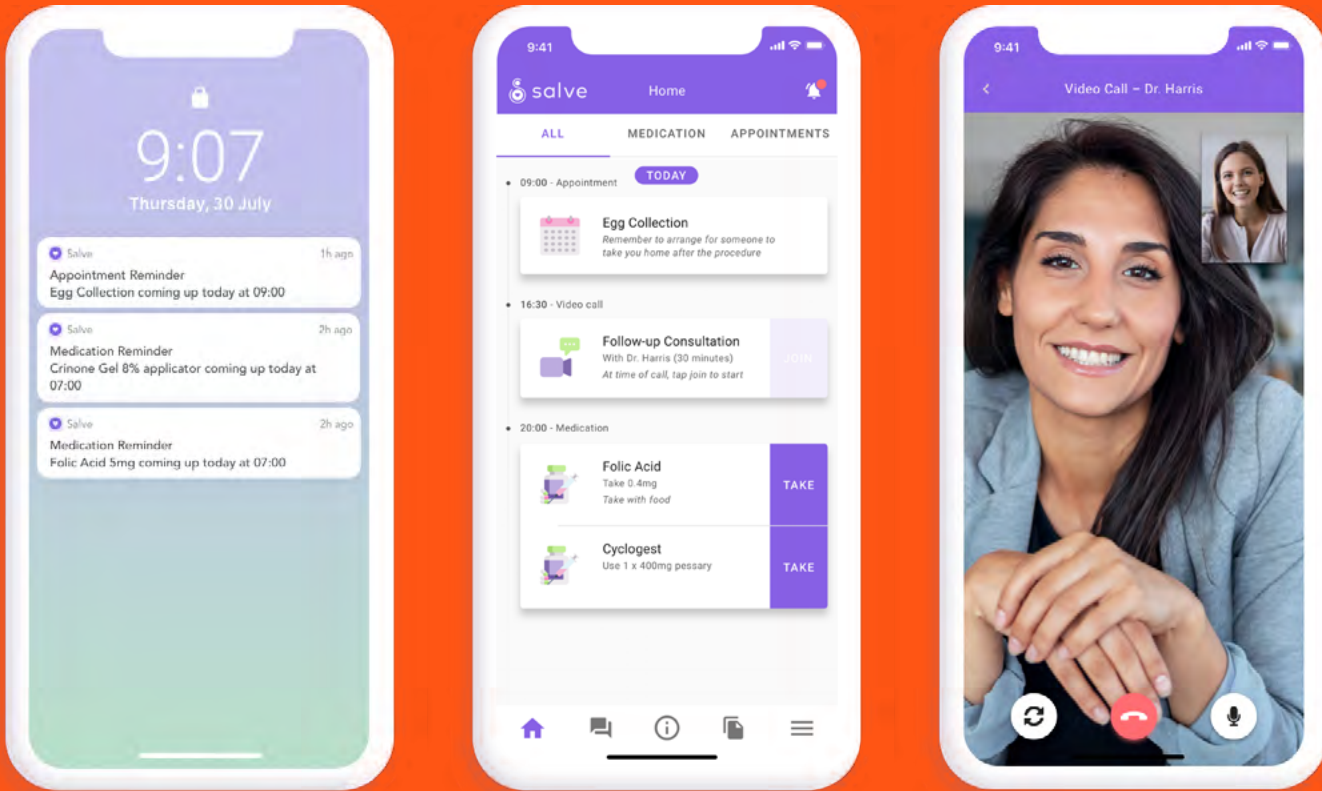 9:07
Thursday, 30 July
Salve
1h ago
Appointment Reminder
Egg Collection coming up today at 09:00
Salve
2h ago
Medication Reminder
Crinone Gel 8% applicator coming up today at
07:00
Salve
2h ago
Medication Reminder
Folic Acid 5mg coming up today at 07:00
9:41
salve
Home
ALL
MEDICATION
APPOINTMENTS
TODAY
09:00 - Appointment
Egg Collection
Remember to arrange for someone to
take you home after the procedure
16:30 - Video call
Follow-up Consultation
With Dr. Harris (30 minutes)
At time of call, tap join to start
JOIN
20:00 - Medication
Folic Acid
Take 0.4mg
Take with food
TAKE
Cyclogest
Use 1 x 400mg pessary
TAKE
9:41
Video Call – Dr. Harris